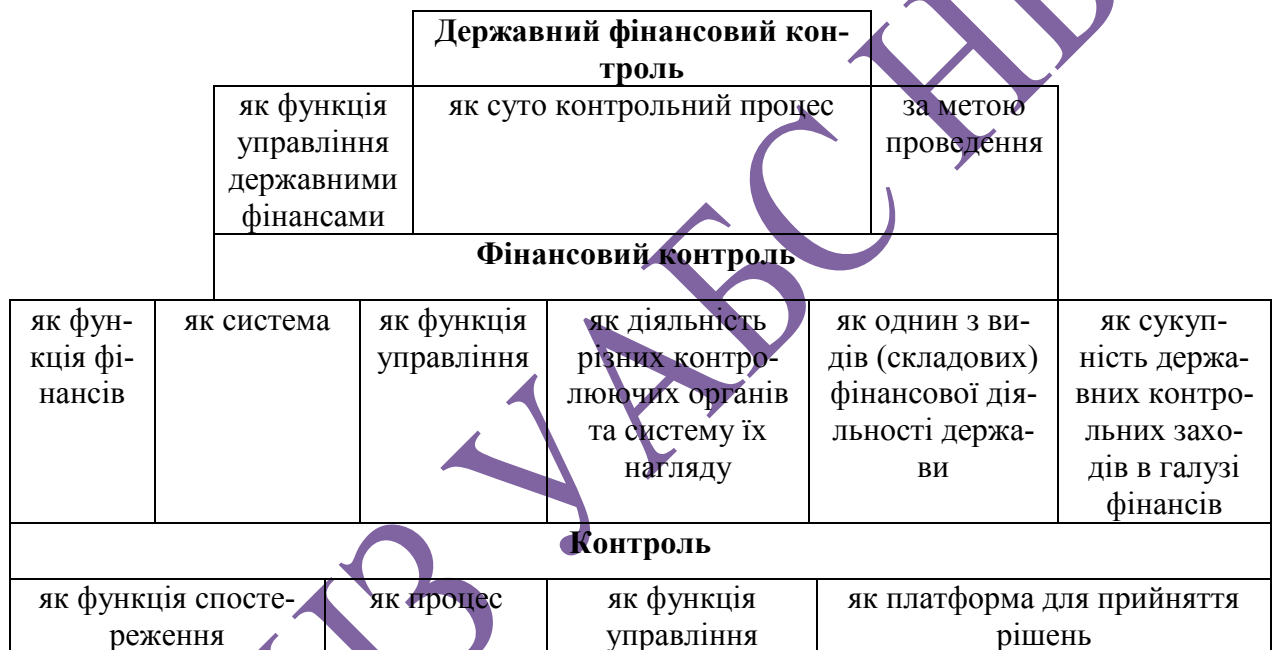 Державний фінансовий кон-
троль
як функція
управління
державними
фінансами
як суто контрольний процес
за метою
проведення
Фінансовий контроль
як фун-
кція фі-
нансів
як система
як функція
управління
як діяльність
різних контро-
люючих органів
та систему їх
нагляду
як однин з ви-
дів (складових)
фінансової дія-
льності держа-
ви
як сукуп-
ність держа-
вних контро-
льних захо-
дів в галузі
фінансів
Контроль
як функція спосте-
реження
як процес
як функція
управління
як платформа для прийняття
рішень
УАБС